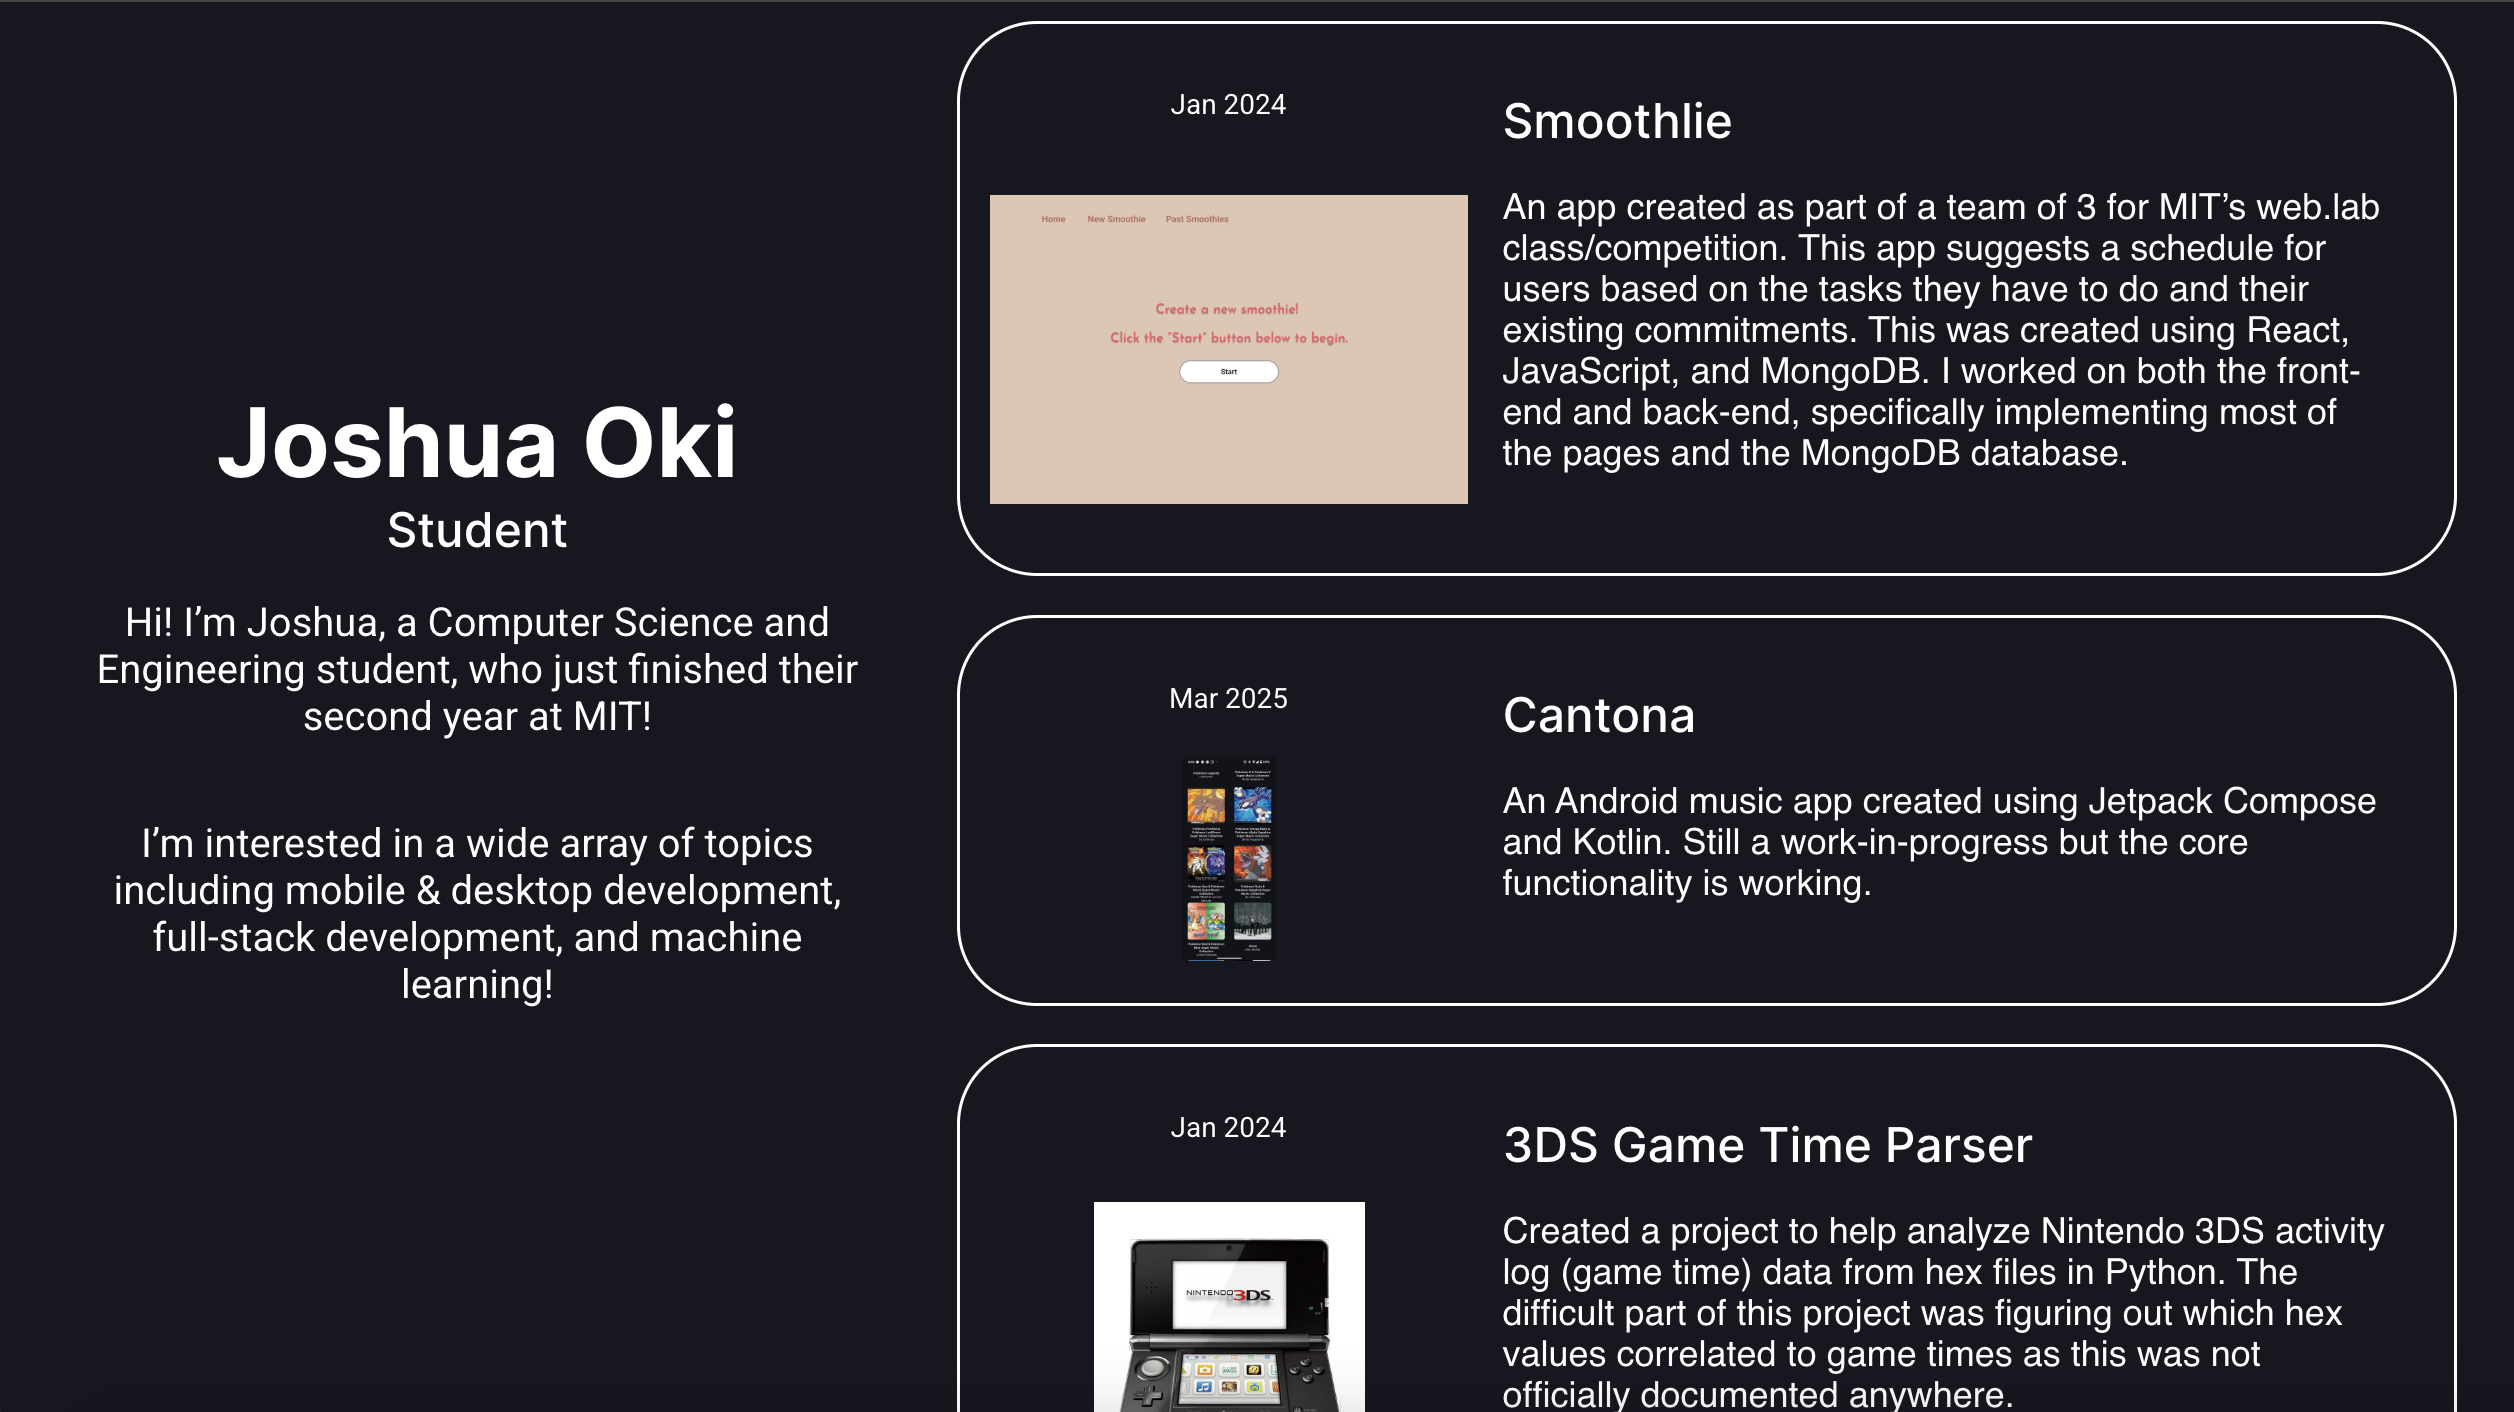 Joshua Oki
Student
Hi! I’m Joshua, a Computer Science and
Engineering student, who just finished their
second year at MIT!
I’m interested in a wide array of topics
including mobile & desktop development,
full-stack development, and machine
learning!
Jan 2024
Home New Smoothie Past Smoothies
Create a new smoothie!
Click the "Start" button below to begin.
Start
Smoothlie
An app created as part of a team of 3 for MIT’s web.lab
class/competition. This app suggests a schedule for
users based on the tasks they have to do and their
existing commitments. This was created using React,
JavaScript, and MongoDB. I worked on both the front-
end and back-end, specifically implementing most of
the pages and the MongoDB database.
Mar 2025
Cantona
An Android music app created using Jetpack Compose
and Kotlin. Still a work-in-progress but the core
functionality is working.
Jan 2024
NINTENDO 3DS
3DS Game Time Parser
Created a project to help analyze Nintendo 3DS activity
log (game time) data from hex files in Python. The
difficult part of this project was figuring out which hex
values correlated to game times as this was not
officially documented anywhere.